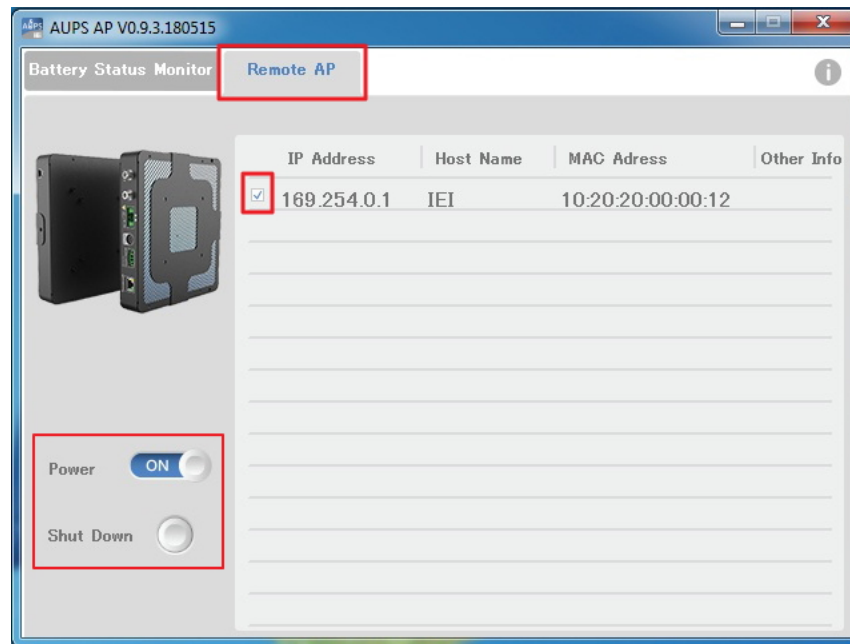 AUPS AP V0.9.3.180515
Battery Status Monitor Remote AP
IP Address Host Name MAC Adress Other Info
169.254.0.1 IEI 10:20:20:00:00:12
Power ON
Shut Down